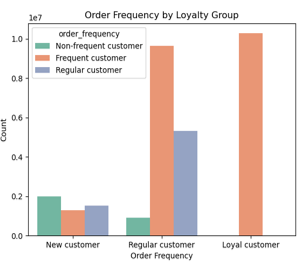 Order Frequency by Loyalty Group
1e7
order_frequency
Non-frequent customer
Frequent customer
Regular customer
1.0
0.8
0.6
0.4
0.2
0.0
Count
New customer Regular customer Loyal customer
Order Frequency